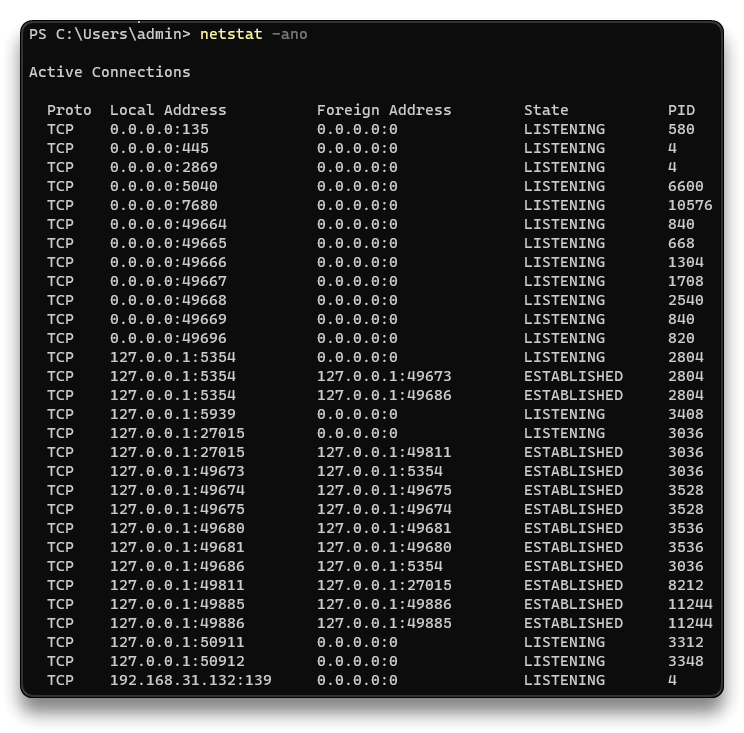 PS C:\Users\admin> netstat -ano
Active Connections
Proto  Local Address          Foreign Address        State           PID
TCP    0.0.0.0:135            0.0.0.0:0              LISTENING       580
TCP    0.0.0.0:445            0.0.0.0:0              LISTENING       4
TCP    0.0.0.0:2869           0.0.0.0:0              LISTENING       4
TCP    0.0.0.0:5040           0.0.0.0:0              LISTENING       6600
TCP    0.0.0.0:7680           0.0.0.0:0              LISTENING       10576
TCP    0.0.0.0:49664          0.0.0.0:0              LISTENING       840
TCP    0.0.0.0:49665          0.0.0.0:0              LISTENING       668
TCP    0.0.0.0:49666          0.0.0.0:0              LISTENING       1304
TCP    0.0.0.0:49667          0.0.0.0:0              LISTENING       1708
TCP    0.0.0.0:49668          0.0.0.0:0              LISTENING       2540
TCP    0.0.0.0:49669          0.0.0.0:0              LISTENING       840
TCP    0.0.0.0:49696          0.0.0.0:0              LISTENING       820
TCP    127.0.0.1:5354         0.0.0.0:0              LISTENING       2804
TCP    127.0.0.1:5354         127.0.0.1:49673        ESTABLISHED     2804
TCP    127.0.0.1:5354         127.0.0.1:49686        ESTABLISHED     2804
TCP    127.0.0.1:5939         0.0.0.0:0              LISTENING       3408
TCP    127.0.0.1:27015        0.0.0.0:0              LISTENING       3036
TCP    127.0.0.1:27015        127.0.0.1:49811        ESTABLISHED     3036
TCP    127.0.0.1:49673        127.0.0.1:5354         ESTABLISHED     3036
TCP    127.0.0.1:49674        127.0.0.1:49675        ESTABLISHED     3528
TCP    127.0.0.1:49675        127.0.0.1:49674        ESTABLISHED     3528
TCP    127.0.0.1:49680        127.0.0.1:49681        ESTABLISHED     3536
TCP    127.0.0.1:49681        127.0.0.1:49680        ESTABLISHED     3536
TCP    127.0.0.1:49686        127.0.0.1:5354         ESTABLISHED     3036
TCP    127.0.0.1:49811        127.0.0.1:27015        ESTABLISHED     8212
TCP    127.0.0.1:49885        127.0.0.1:49886        ESTABLISHED     11244
TCP    127.0.0.1:49886        127.0.0.1:49885        ESTABLISHED     11244
TCP    127.0.0.1:50911        0.0.0.0:0              LISTENING       3312
TCP    127.0.0.1:50912        0.0.0.0:0              LISTENING       3348
TCP    192.168.31.132:139     0.0.0.0:0              LISTENING       4